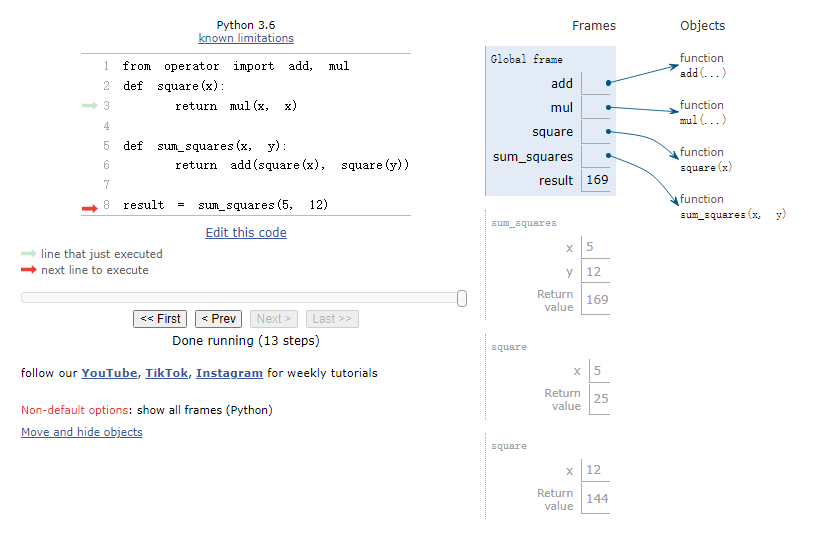 Python 3.6
known limitations
1 from operator import add, mul
2 def square(x):
3 return mul(x, x)
4
5 def sum_squares(x, y):
6 return add(square(x), square(y))
7
8 result = sum_squares(5, 12)
Edit this code
line that just executed
next line to execute
<< First < Prev Next > Last >>
Done running (13 steps)
follow our YouTube, TikTok, Instagram for weekly tutorials
Non-default options: show all frames (Python)
Move and hide objects
Frames Objects
Global frame
add
mul
square
sum_squares
result 169
function
add(...)
function
mul(...)
function
square(x)
function
sum_squares(x, y)
sum_squares
x 5
y 12
Return
value 169
square
x 5
Return
value 25
square
x 12
Return
value 144